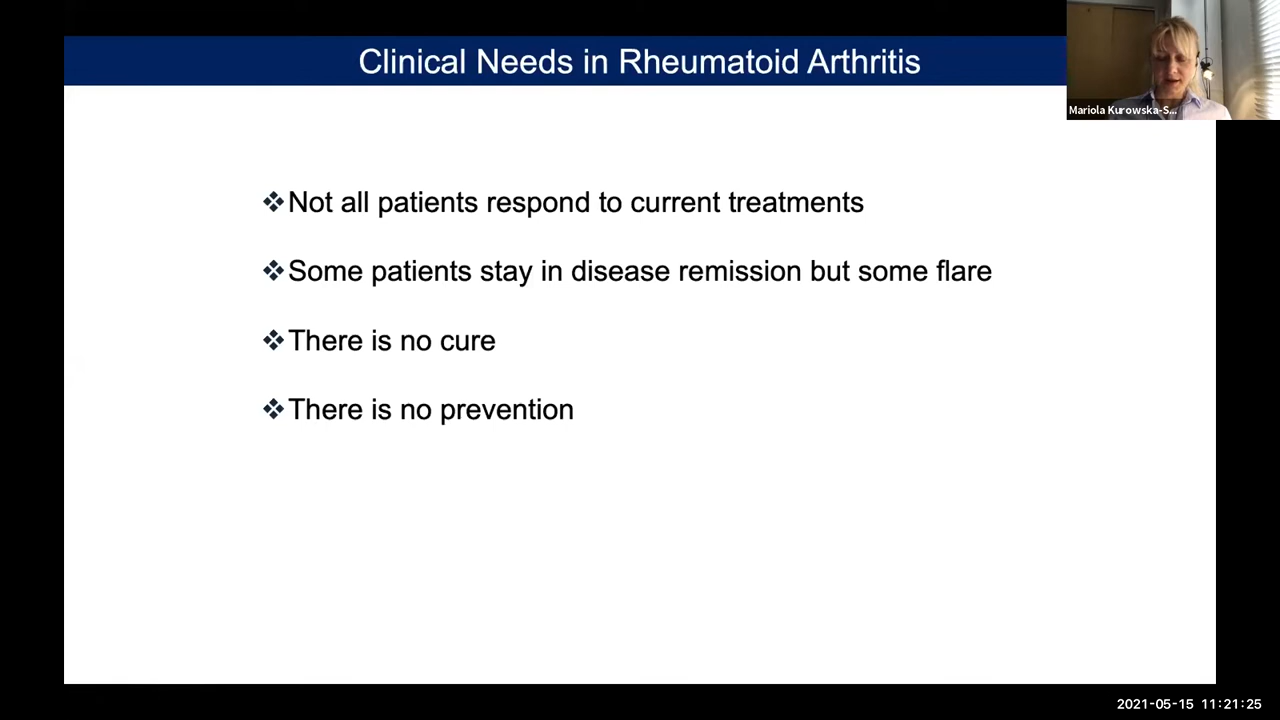 Clinical Needs in Rheumatoid Arthritis
Mariola Kurowska-S...
❖Not all patients respond to current treatments
❖Some patients stay in disease remission but some flare
❖There is no cure
❖There is no prevention
2021-05-15 11:21:25